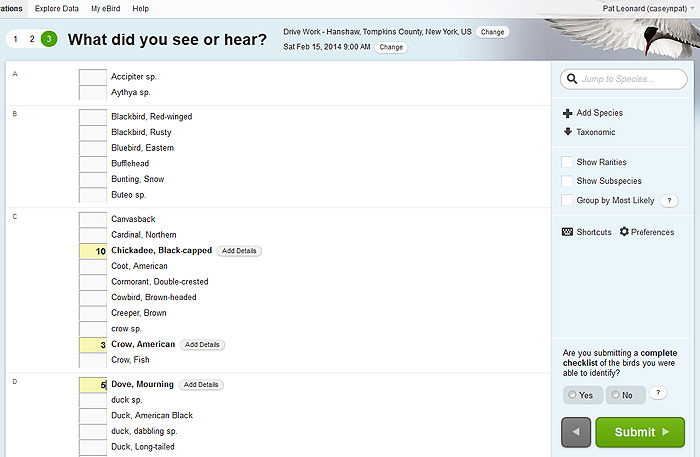 ations Explore Data My eBird Help Pat Leonard (caseynpat)
1 2 3 What did you see or hear?
Drive Work - Hanshaw, Tompkins County, New York, US Change
Sat Feb 15, 2014 9:00 AM Change
A
Accipiter sp.
Aythya sp.
B
Blackbird, Red-winged
Blackbird, Rusty
Bluebird, Eastern
Bufflehead
Bunting, Snow
Buteo sp.
C
Canvasback
Cardinal, Northern
10 Chickadee, Black-capped Add Details
Coot, American
Cormorant, Double-crested
Cowbird, Brown-headed
Creeper, Brown
crow sp.
3 Crow, American Add Details
Crow, Fish
D
5 Dove, Mourning Add Details
duck sp.
Duck, American Black
duck, dabbling sp.
Duck, Long-tailed
Jump to Species...
Add Species
Taxonomic
Show Rarities
Show Subspecies
Group by Most Likely ?
Shortcuts Preferences
Are you submitting a complete
checklist of the birds you were
able to identify?
Yes No ?
Submit